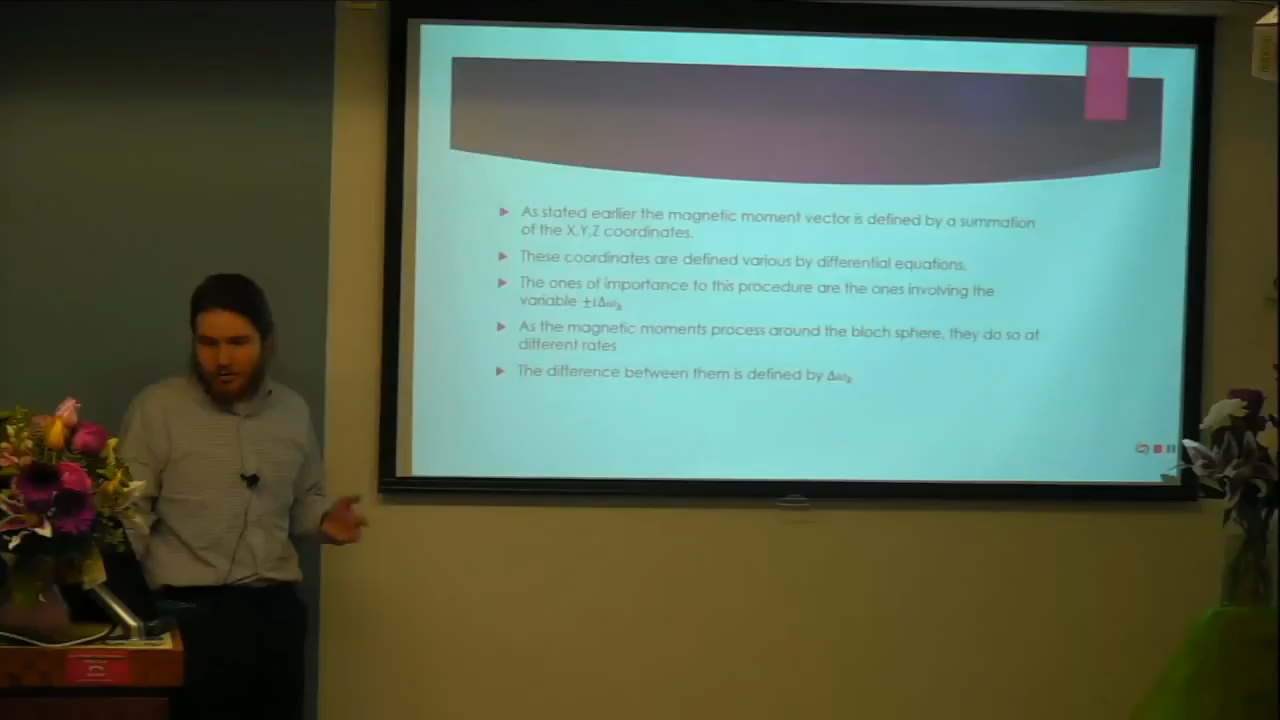 As stated earlier the magnetic moment vector is defined by a summation
of the X,Y,Z coordinates.
These coordinates are defined various by differential equations.
The ones of importance to this procedure are the ones involving the
variable ±iΔω
As the magnetic moments process around the bloch sphere, they do so at
different rates
The difference between them is defined by Δω